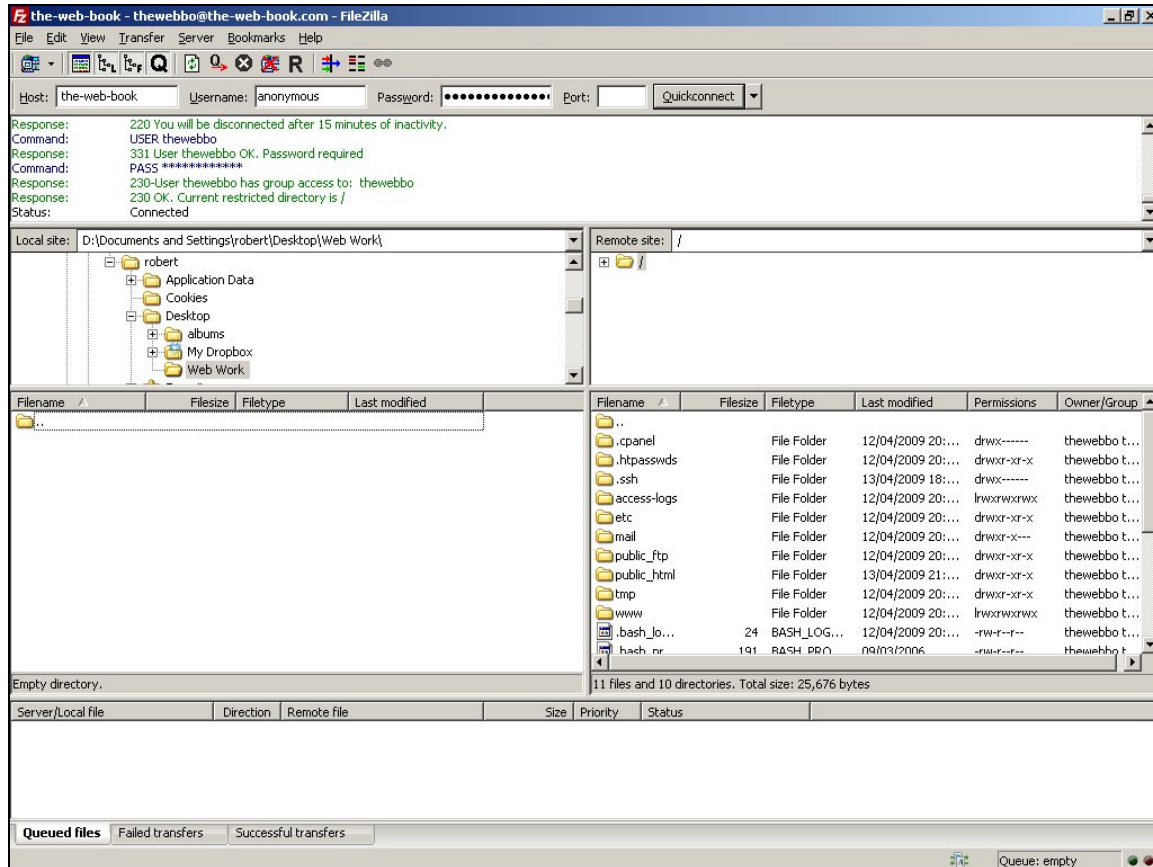 the-web-book - thewebbo@the-web-book.com - FileZilla
File Edit View Transfer Server Bookmarks Help
Host: the-web-book Username: anonymous Password: ●●●●●●●●●●●●●● Port: Quickconnect
Response: 220 You will be disconnected after 15 minutes of inactivity.
Command: USER thewebbo
Response: 331 User thewebbo OK. Password required
Command: PASS ************
Response: 230-User thewebbo has group access to: thewebbo
Response: 230 OK. Current restricted directory is /
Status: Connected
Local site: D:\Documents and Settings\robert\Desktop\Web Work\
robert
Application Data
Cookies
Desktop
albums
My Dropbox
Web Work
Remote site: /
/
Filename Filesize Filetype Last modified
..
Empty directory.
Filename Filesize Filetype Last modified Permissions Owner/Group
..
.cpanel File Folder 12/04/2009 20:... drwx------ thewebbo t...
.htpasswds File Folder 12/04/2009 20:... drwxr-xr-x thewebbo t...
.ssh File Folder 13/04/2009 18:... drwx------ thewebbo t...
access-logs File Folder 12/04/2009 20:... lrwxrwxrwx thewebbo t...
etc File Folder 12/04/2009 20:... drwxr-xr-x thewebbo t...
mail File Folder 12/04/2009 20:... drwxr-x--- thewebbo t...
public_ftp File Folder 12/04/2009 20:... drwxr-xr-x thewebbo t...
public_html File Folder 13/04/2009 21:... drwxr-xr-x thewebbo t...
tmp File Folder 12/04/2009 20:... drwxr-xr-x thewebbo t...
www File Folder 12/04/2009 20:... lrwxrwxrwx thewebbo t...
.bash_lo... 24 BASH_LOG... 12/04/2009 20:... -rw-r--r-- thewebbo t...
.bash_pr... 191 BASH_PRO... 09/03/2006 ... -rw-r--r-- thewebbo t...
11 files and 10 directories. Total size: 25,676 bytes
Server/Local file Direction Remote file Size Priority Status
Queued files Failed transfers Successful transfers
Queue: empty